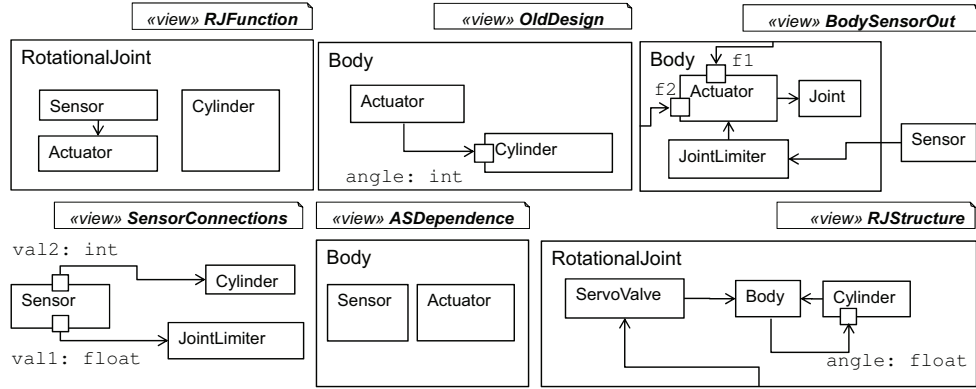 «view» RJFunction
RotationalJoint
Sensor
Cylinder
Actuator
«view» OldDesign
Body
Actuator
Cylinder
angle: int
«view» BodySensorOut
Body
f1
f2
Actuator
Joint
JointLimiter
Sensor
«view» SensorConnections
val2: int
Cylinder
Sensor
JointLimiter
val1: float
«view» ASDependence
Body
Sensor
Actuator
«view» RJStructure
RotationalJoint
ServoValve
Body
Cylinder
angle: float